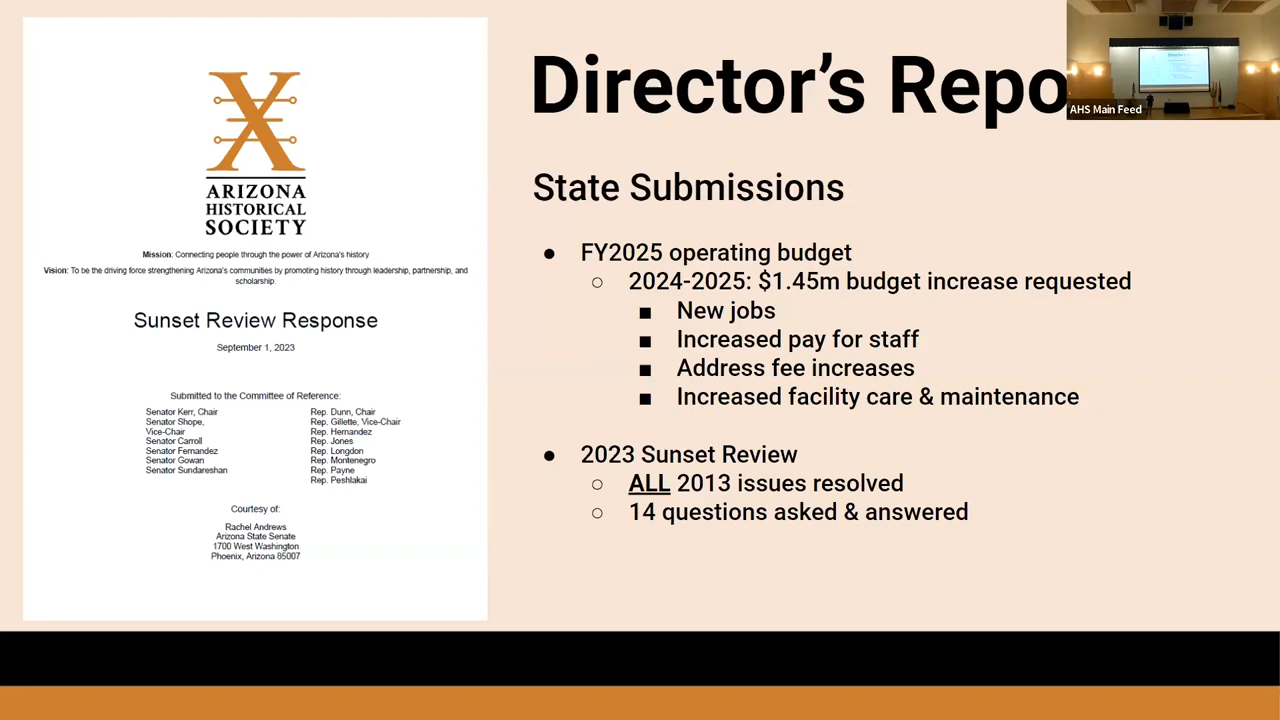 ARIZONA
HISTORICAL
SOCIETY
Mission: Connecting people through the power of Arizona's history
Vision: To be the driving force strengthening Arizona's communities by promoting history through leadership, partnership, and
scholarship.
Sunset Review Response
September 1, 2023
Submitted to the Committee of Reference:
Senator Kerr, Chair
Senator Shope,
Vice-Chair
Senator Carroll
Senator Fernandez
Senator Gowan
Senator Sundareshan
Rep. Dunn, Chair
Rep. Gillette, Vice-Chair
Rep. Hernandez
Rep. Jones
Rep. Longdon
Rep. Montenegro
Rep. Payne
Rep. Peshlakai
Courtesy of:
Rachel Andrews
Arizona State Senate
1700 West Washington
Phoenix, Arizona 85007
Director’s Repo
State Submissions
● FY2025 operating budget
○ 2024-2025: $1.45m budget increase requested
■ New jobs
■ Increased pay for staff
■ Address fee increases
■ Increased facility care & maintenance
● 2023 Sunset Review
○ ALL 2013 issues resolved
○ 14 questions asked & answered
AHS Main Feed